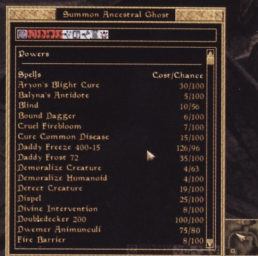 Summon Ancestral Ghost
Powers
Spells Cost/Chance
Aryon's Blight Cure 30/100
Balyna's Antidote 5/100
Blind 10/56
Bound Dagger 6/100
Cruel Firebloom 7/100
Cure Common Disease 15/100
Daddy Freeze 400-15 126/96
Daddy Frost 72 35/100
Demoralize Creature 4/63
Demoralize Humanoid 4/100
Detect Creature 19/100
Dispel 25/100
Divine Intervention 8/100
Doubledecker 200 100/100
Dwemer Animunculi 75/80
Fire Barrier 8/100